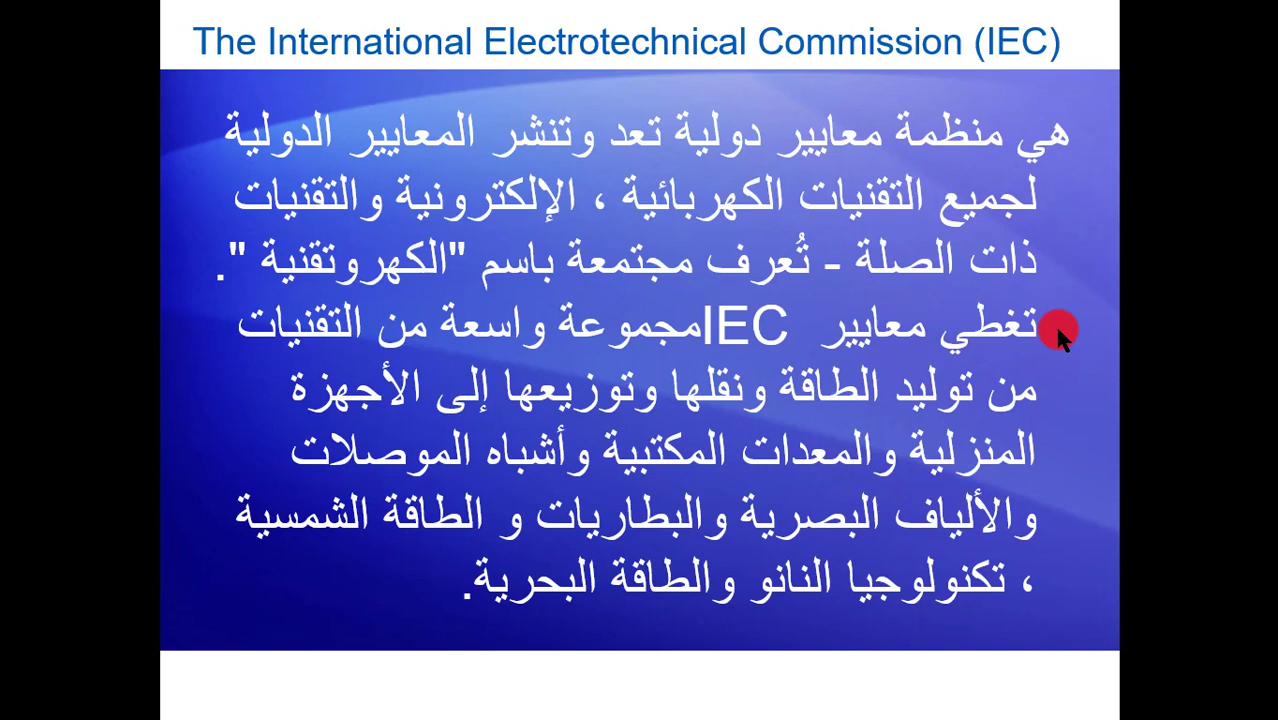 The International Electrotechnical Commission (IEC)
هي منظمة معايير دولية تعد وتنشر المعايير الدولية
لجميع التقنيات الكهربائية ، الإلكترونية والتقنيات
ذات الصلة - تُعرف مجتمعة باسم "الكهروتقنية ".
تغطي معايير IECمجموعة واسعة من التقنيات
من توليد الطاقة ونقلها وتوزيعها إلى الأجهزة
المنزلية والمعدات المكتبية وأشباه الموصلات
والألياف البصرية والبطاريات و الطاقة الشمسية
، تكنولوجيا النانو والطاقة البحرية.